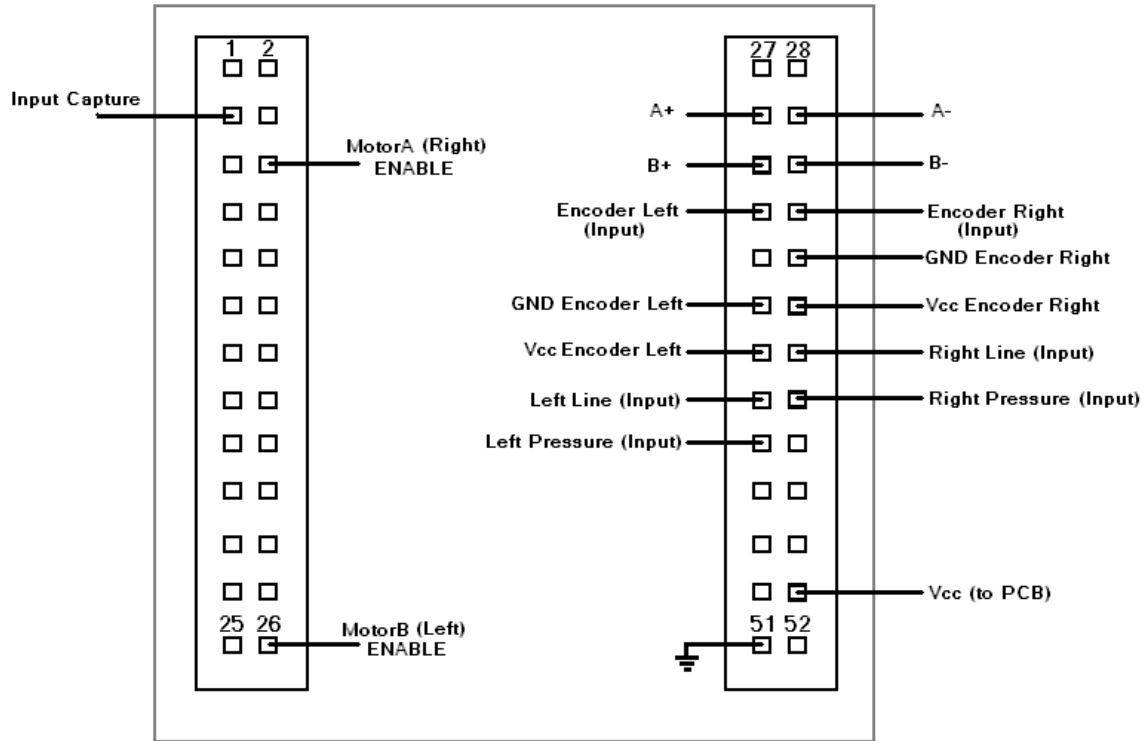 1 2
27 28
Input Capture
A+
A-
MotorA (Right)
ENABLE
B+
B-
Encoder Left
(Input)
Encoder Right
(Input)
GND Encoder Right
GND Encoder Left
Vcc Encoder Right
Vcc Encoder Left
Right Line (Input)
Left Line (Input)
Right Pressure (Input)
Left Pressure (Input)
Vcc (to PCB)
25 26
MotorB (Left)
ENABLE
51 52